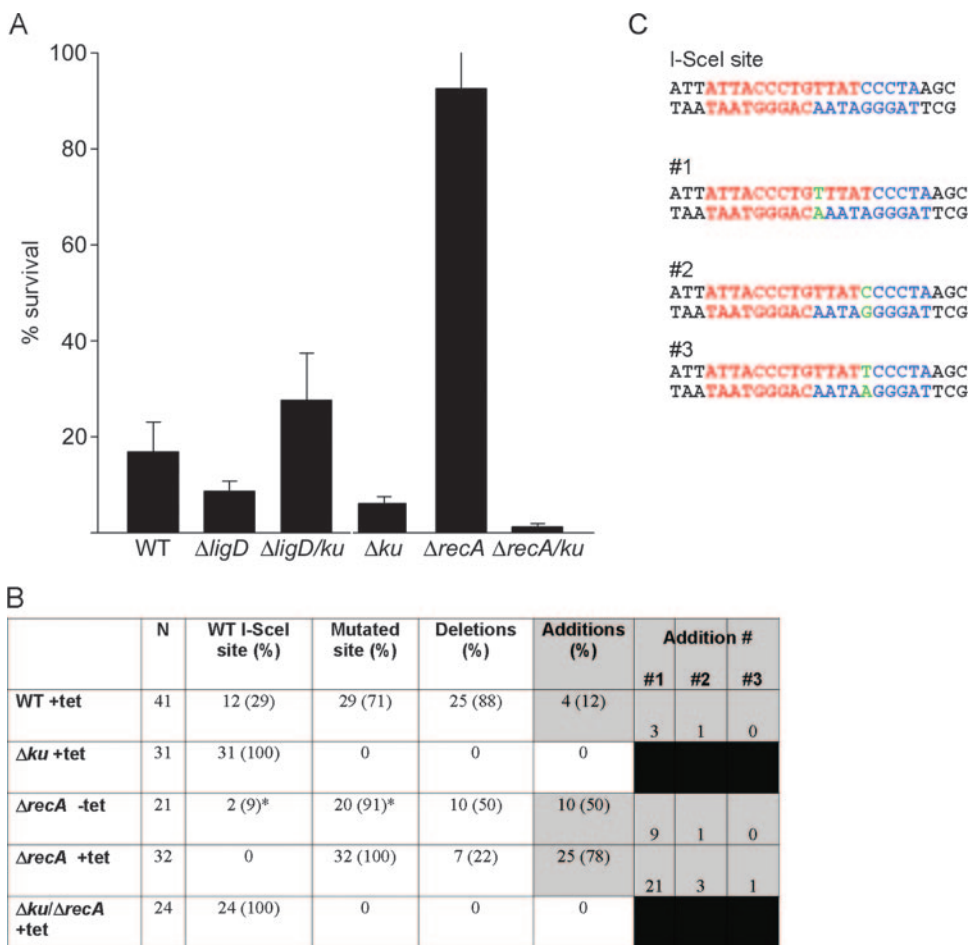 A
100
80
60
40
20
% survival
WT ΔligD ΔligD/ku Δku ΔrecA ΔrecA/ku
C
I-SceI site
ATTATTACCCTGTTATCCCTAAGC
TAATAATGGGACAATAGGGATTCG
#1
ATTATTACCCTGTTTATCCCTAAGC
TAATAATGGGACAAATAGGGATTCG
#2
ATTATTACCCTGTTATCCCCTAAGC
TAATAATGGGACAATAGGGGATTCG
#3
ATTATTACCCTGTTATTCCCTAAGC
TAATAATGGGACAATAAGGGATTCG
B
N WT I-SceI site (%) Mutated site (%) Deletions (%) Additions (%) Addition #
#1 #2 #3
WT +tet 41 12 (29) 29 (71) 25 (88) 4 (12) 3 1 0
Δku +tet 31 31 (100) 0 0 0
ΔrecA -tet 21 2 (9)* 20 (91)* 10 (50) 10 (50) 9 1 0
ΔrecA +tet 32 0 32 (100) 7 (22) 25 (78) 21 3 1
Δku/ΔrecA +tet 24 24 (100) 0 0 0